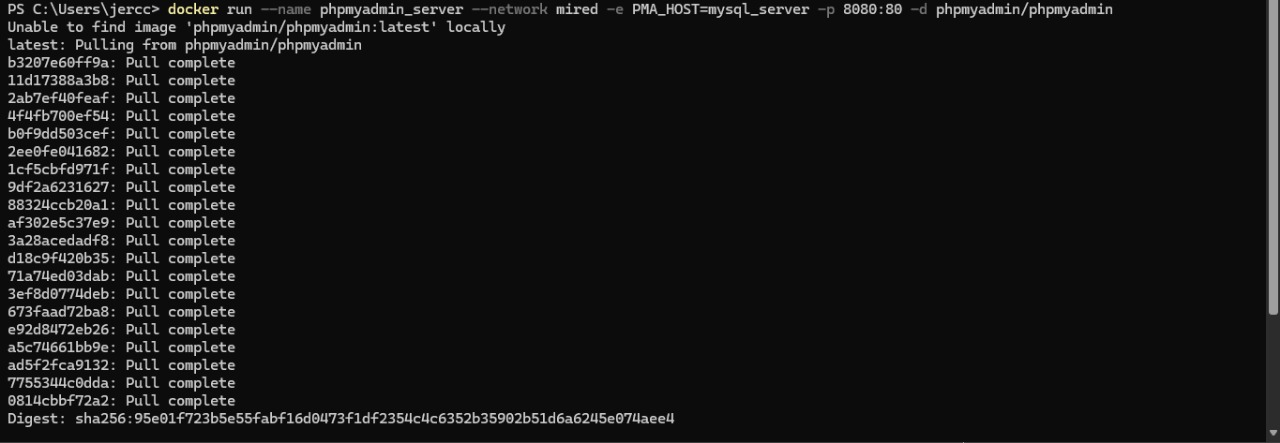 PS C:\Users\jercc> docker run --name phpmyadmin_server --network mired -e PMA_HOST=mysql_server -p 8080:80 -d phpmyadmin/phpmyadmin
Unable to find image 'phpmyadmin/phpmyadmin:latest' locally
latest: Pulling from phpmyadmin/phpmyadmin
b3207e60ff9a: Pull complete
11d17388a3b8: Pull complete
2ab7ef40feaf: Pull complete
4f4fb700ef54: Pull complete
b0f9dd503cef: Pull complete
2ee0fe041682: Pull complete
1cf5cbfd971f: Pull complete
9df2a6231627: Pull complete
88324ccb20a1: Pull complete
af302e5c37e9: Pull complete
3a28acedadf8: Pull complete
d18c9f420b35: Pull complete
71a74ed03dab: Pull complete
3ef8d0774deb: Pull complete
673faad72ba8: Pull complete
e92d8472eb26: Pull complete
a5c74661bb9e: Pull complete
ad5f2fca9132: Pull complete
7755344c0dda: Pull complete
0814cbbf72a2: Pull complete
Digest: sha256:95e01f723b5e55fabf16d0473f1df2354c4c6352b35902b51d6a6245e074aee4